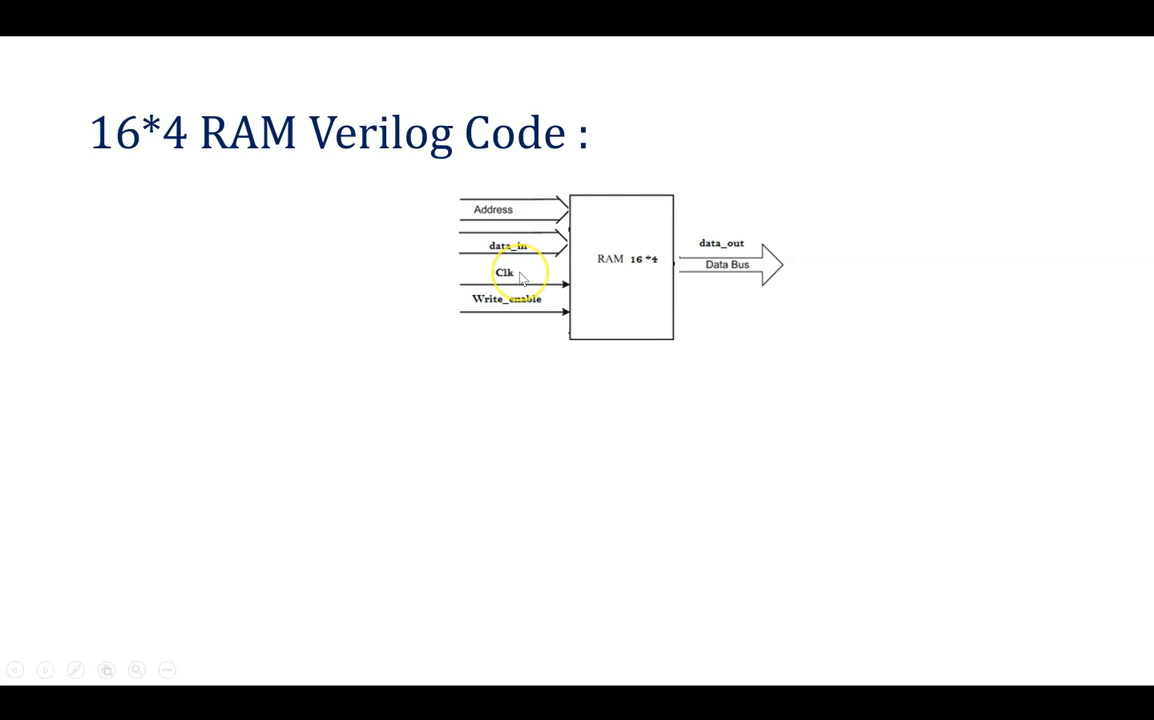 16*4 RAM Verilog Code :
Address
data_in
Clk
Write_enable
RAM 16 *4
data_out
Data Bus